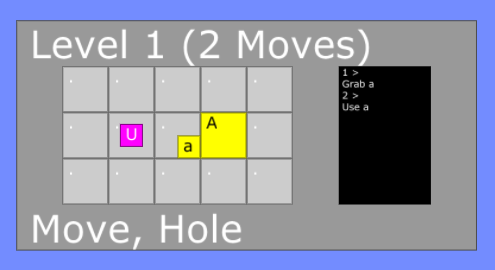 Level 1 (2 Moves)
1 >
Grab a
2 >
Use a
A
U
a
Move, Hole